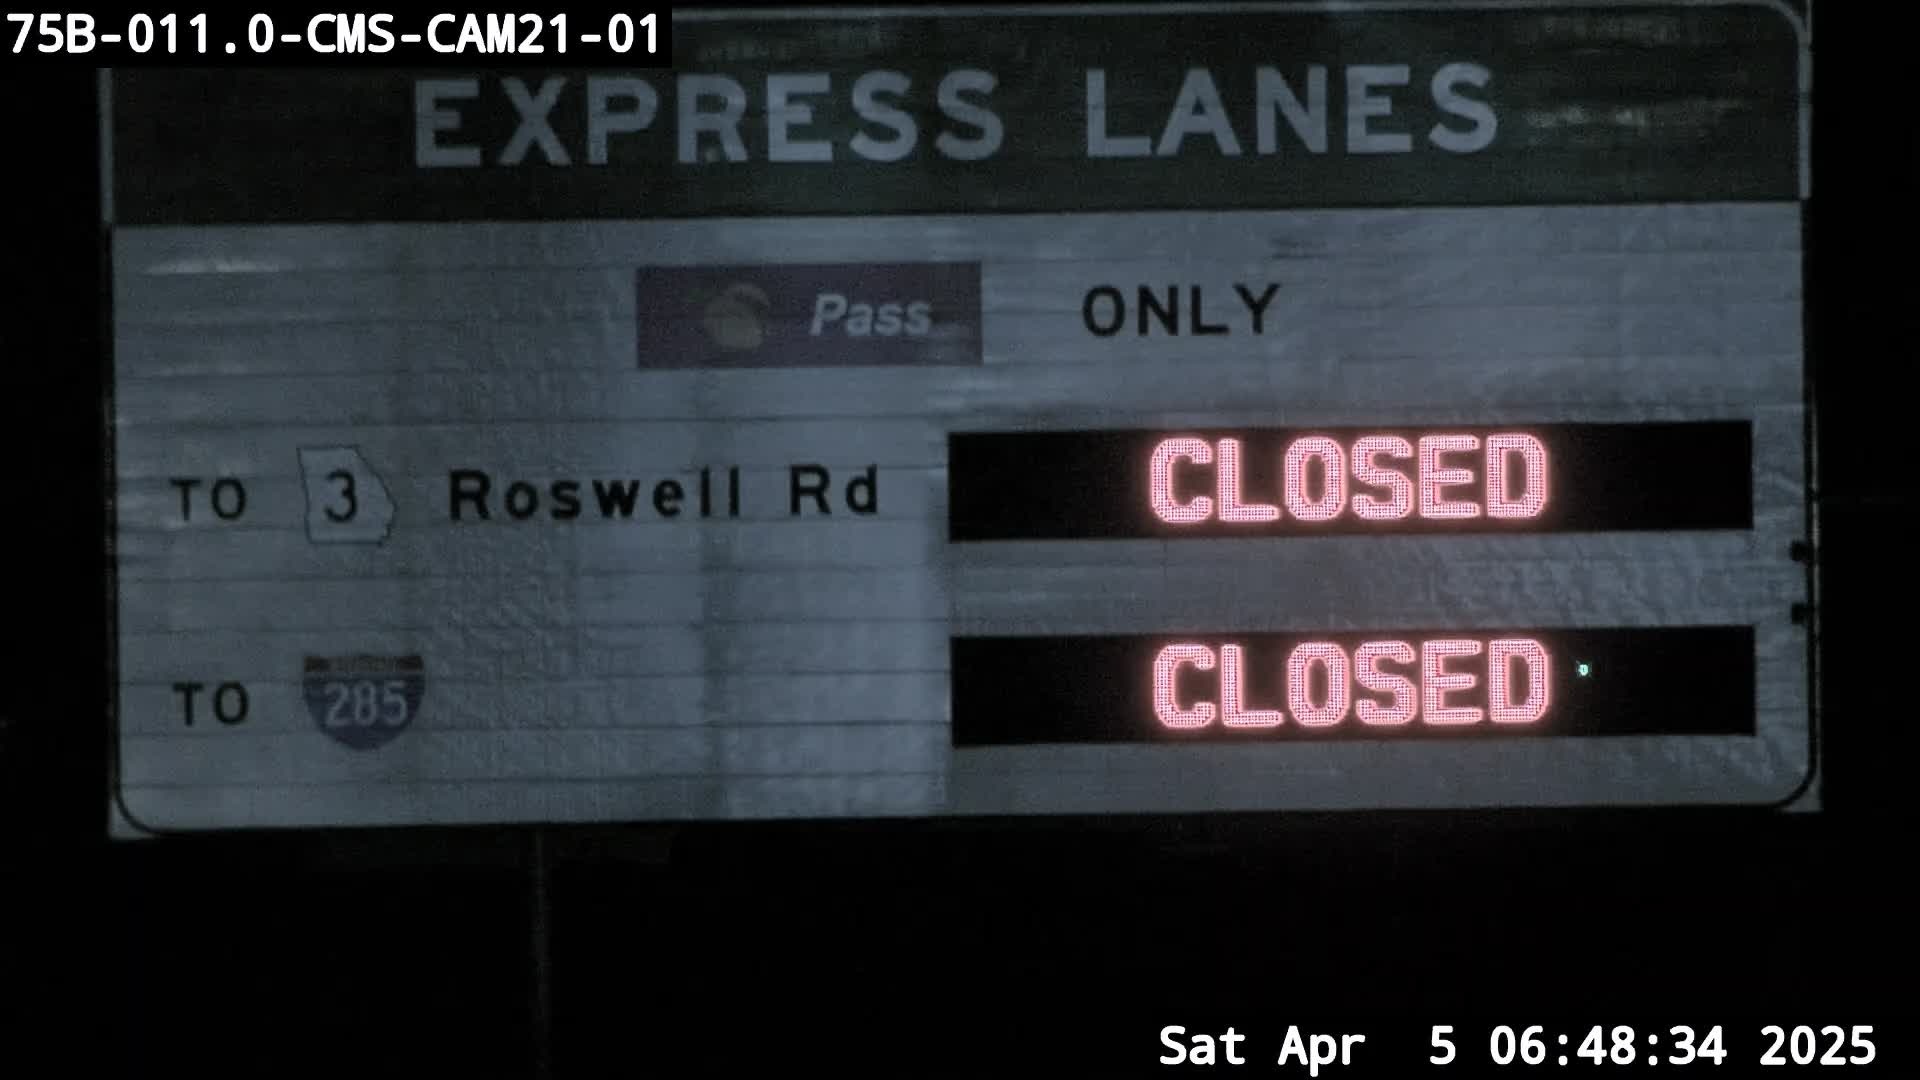 75B-011.0-CMS-CAM21-01
EXPRESS LANES
Pass ONLY
TO 3 Roswell Rd CLOSED
TO 285 CLOSED
Sat Apr 5 06:48:34 2025